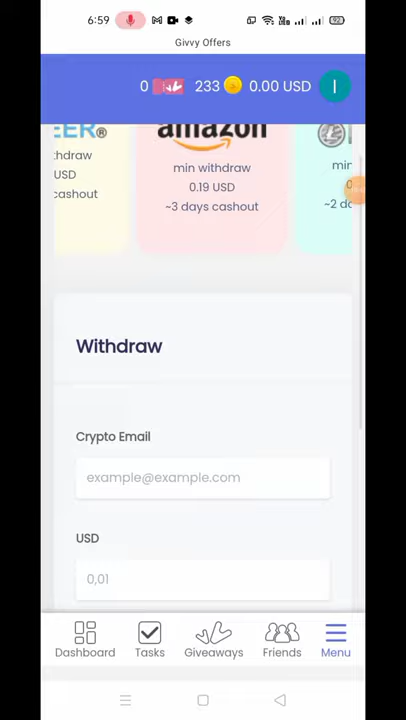 6:59
Givvy Offers
0 233 0.00 USD I
EER®
amazon
thdraw
min withdraw
min
USD
0.19 USD
cashout
~3 days cashout
~2 da
Withdraw
Crypto Email
example@example.com
USD
0,01
Dashboard Tasks Giveaways Friends Menu